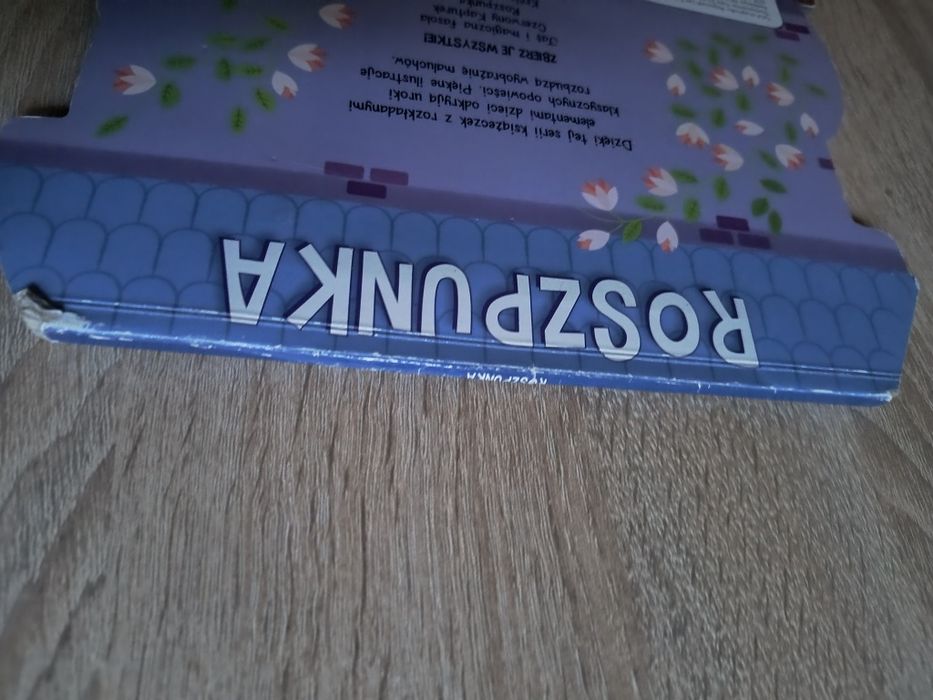 ROSZPUNKA
Dzięki tej serii książeczek z rozkładanymi
elementami dzieci odkryją uroki
klasycznych opowieści. Piękne ilustracje
rozbudzą wyobraźnię maluchów.
ZBIERZ JE WSZYSTKIE!
Jaś i magiczna fasola
Czerwony Kapturek
Roszpunka
ROSZPUNKA